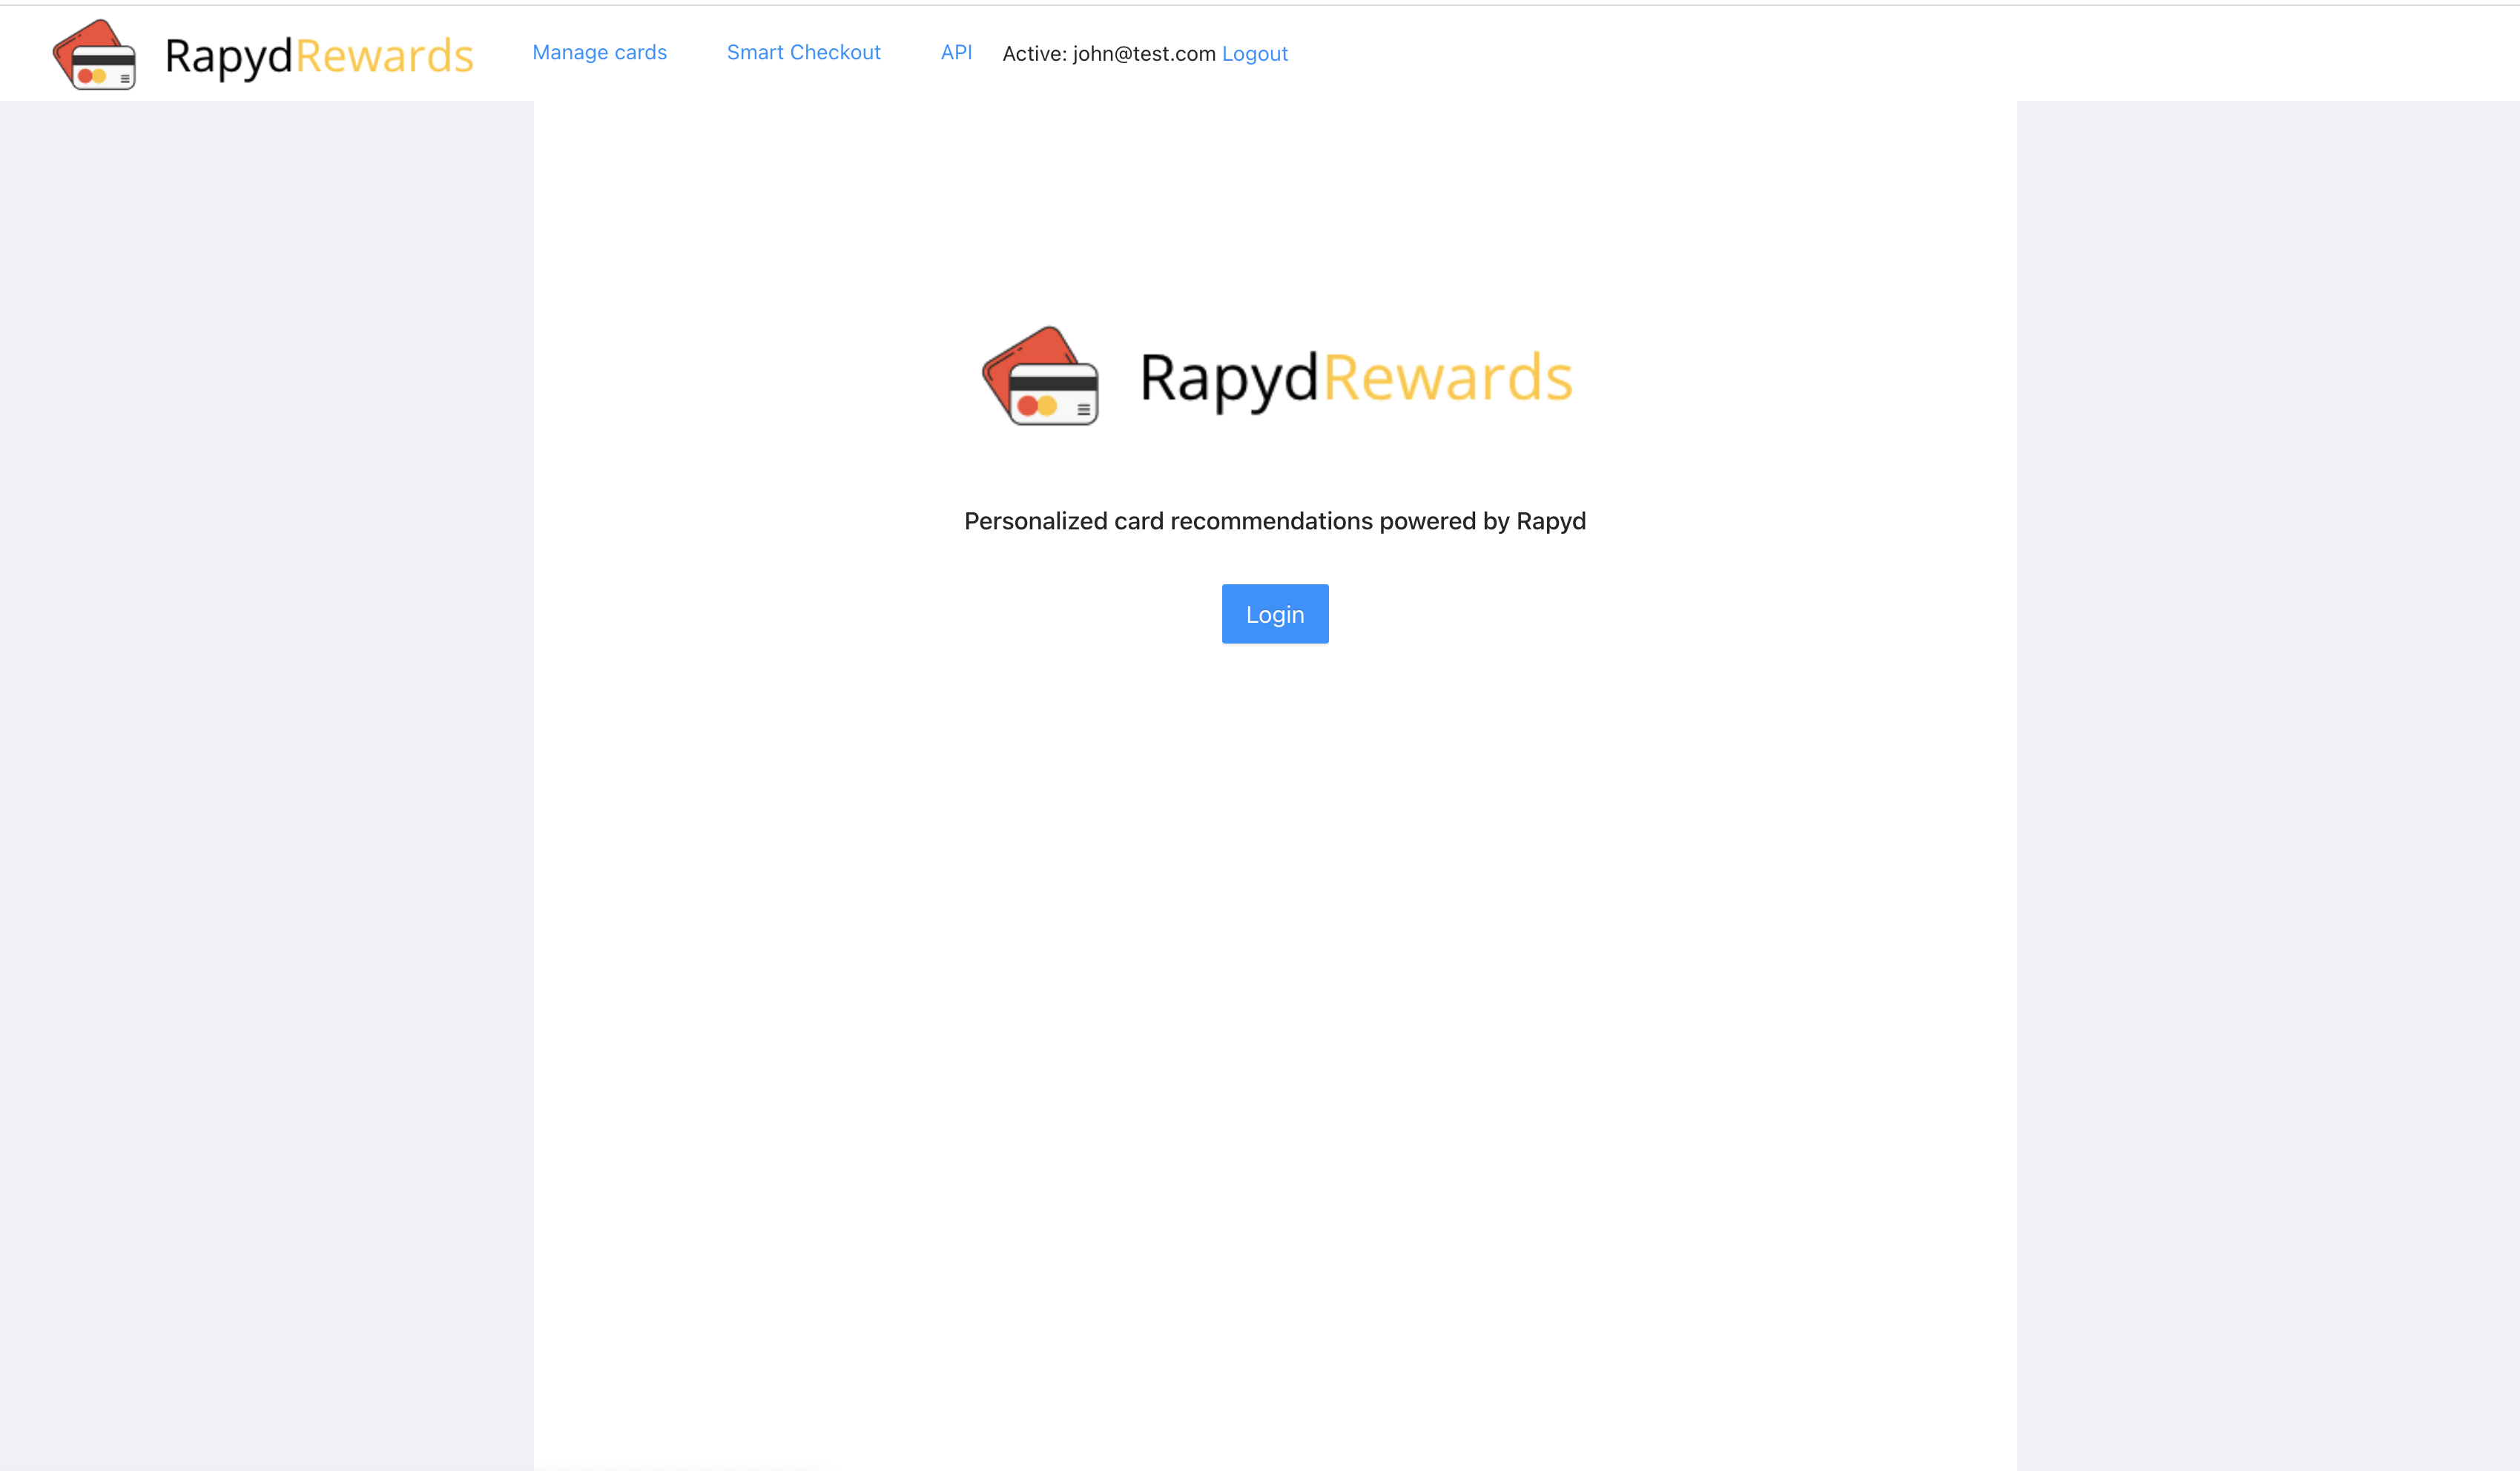 RapydRewards Manage cards Smart Checkout API Active: john@test.com Logout
RapydRewards
Personalized card recommendations powered by Rapyd
Login